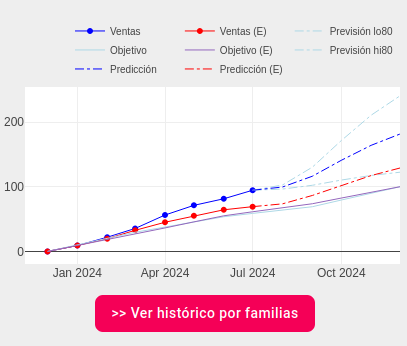 Ventas
Ventas (E)
Previsión lo80
Objetivo
Objetivo (E)
Previsión hi80
Predicción
Predicción (E)
200
100
0
Jan 2024
Apr 2024
Jul 2024
Oct 2024
>> Ver histórico por familias